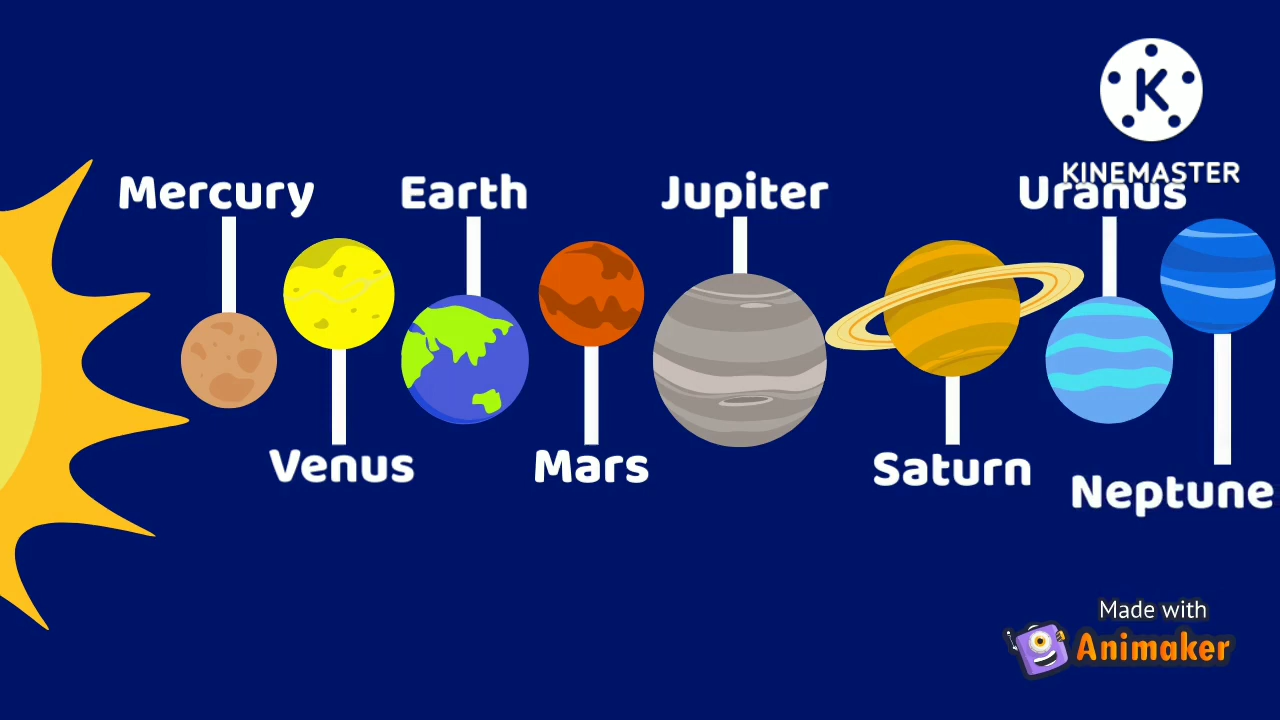 K
KINEMASTER
Mercury
Earth
Jupiter
Uranus
Venus
Mars
Saturn
Neptune
Made with
Animaker